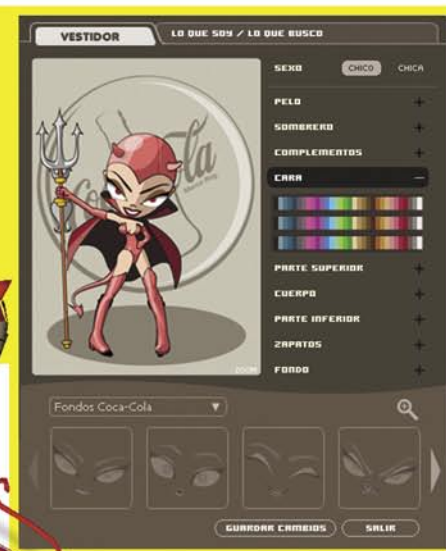 VESTIDOR
LO QUE SOY / LO QUE BUSCO
SEXO CHICO CHICA
PELO +
SOMBRERO +
COMPLEMENTOS +
CARA –
PARTE SUPERIOR +
CUERPO +
PARTE INFERIOR +
ZAPATOS +
FONDO +
ZOOM
Fondos Coca-Cola
GUARDAR CAMBIOS
SALIR